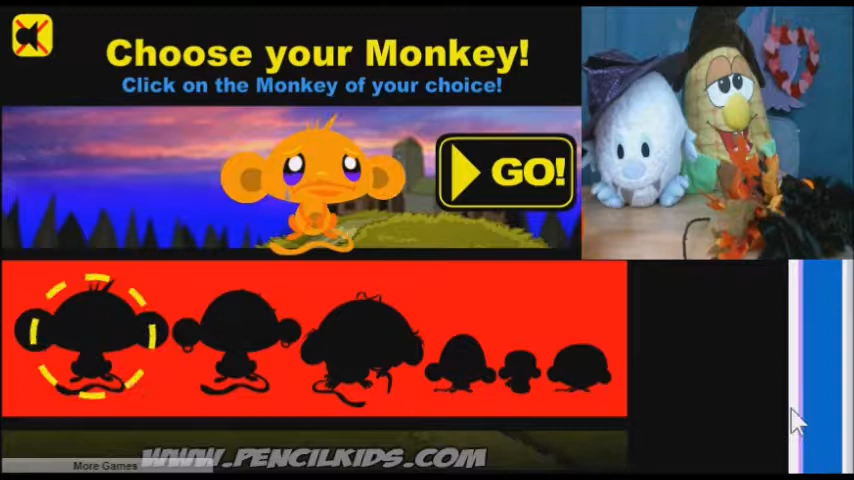 Choose your Monkey!
Click on the Monkey of your choice!
GO!
More Games
WWW.PENCILKIDS.COM